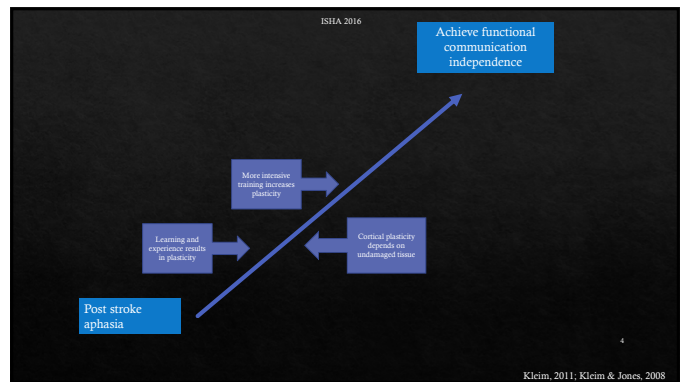 ISHA 2016
Achieve functional
communication
independence
More intensive
training increases
plasticity
Learning and
experience results
in plasticity
Cortical plasticity
depends on
undamaged tissue
Post stroke
aphasia
4
Kleim, 2011; Kleim & Jones, 2008